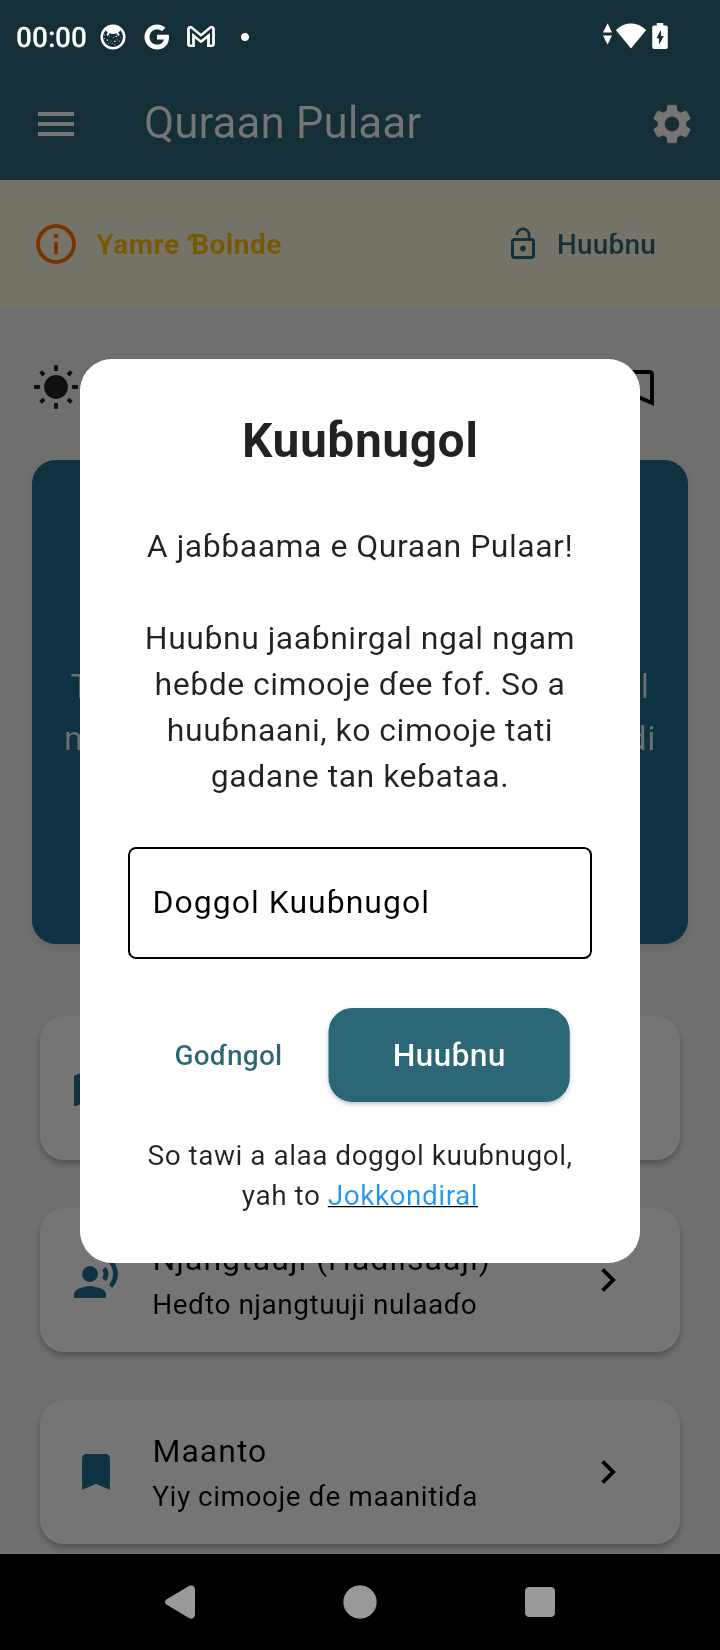 00:00
Quraan Pulaar
Yamre Ɓolnde
Huuɓnu
Kuuɓnugol
A jaɓɓaama e Quraan Pulaar!
Huuɓnu jaaɓnirgal ngal ngam
heɓde cimooje ɗee fof. So a
huuɓnaani, ko cimooje tati
gadane tan keɓataa.
Doggol Kuuɓnugol
Goɗngol
Huuɓnu
So tawi a alaa doggol kuuɓnugol,
yah to Jokkondiral
Heɗto njangtuuji nulaaɗo
Maanto
Yiy cimooje ɗe maanitiɗa